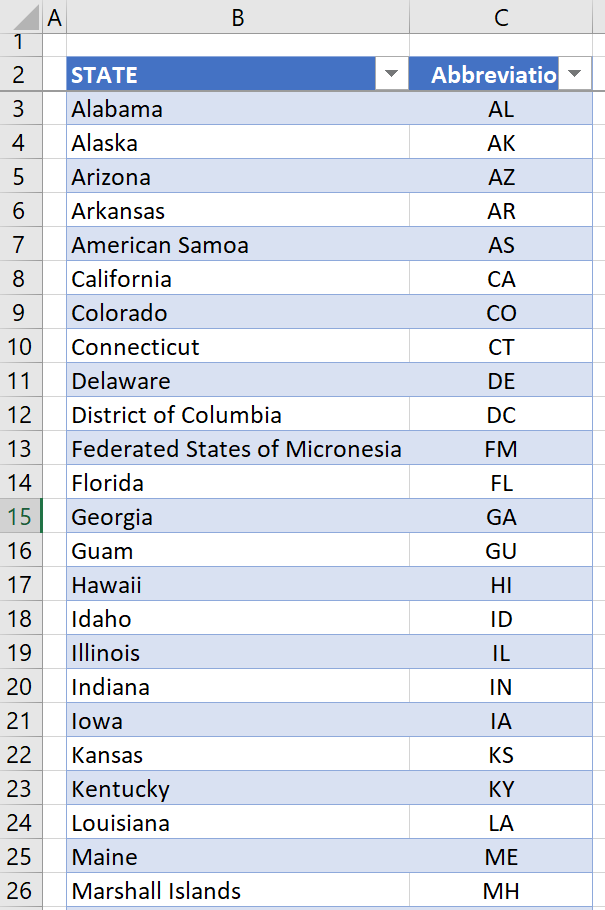 A B C
1
2 STATE Abbreviatio
3 Alabama AL
4 Alaska AK
5 Arizona AZ
6 Arkansas AR
7 American Samoa AS
8 California CA
9 Colorado CO
10 Connecticut CT
11 Delaware DE
12 District of Columbia DC
13 Federated States of Micronesia FM
14 Florida FL
15 Georgia GA
16 Guam GU
17 Hawaii HI
18 Idaho ID
19 Illinois IL
20 Indiana IN
21 Iowa IA
22 Kansas KS
23 Kentucky KY
24 Louisiana LA
25 Maine ME
26 Marshall Islands MH